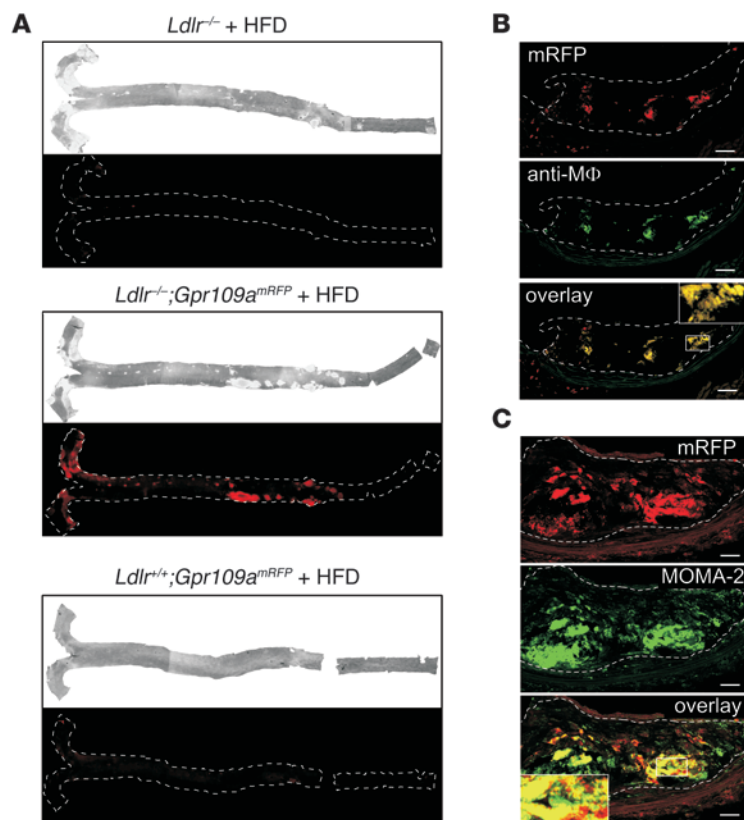 A
Ldlr–/– + HFD
Ldlr–/–;Gpr109amRFP + HFD
Ldlr+/+;Gpr109amRFP + HFD
B
mRFP
anti-MΦ
overlay
C
mRFP
MOMA-2
overlay